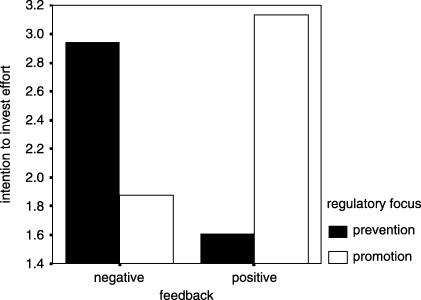 intention to invest effort
3.2
3.0
2.8
2.6
2.4
2.2
2.0
1.8
1.6
1.4
negative
positive
feedback
regulatory focus
prevention
promotion